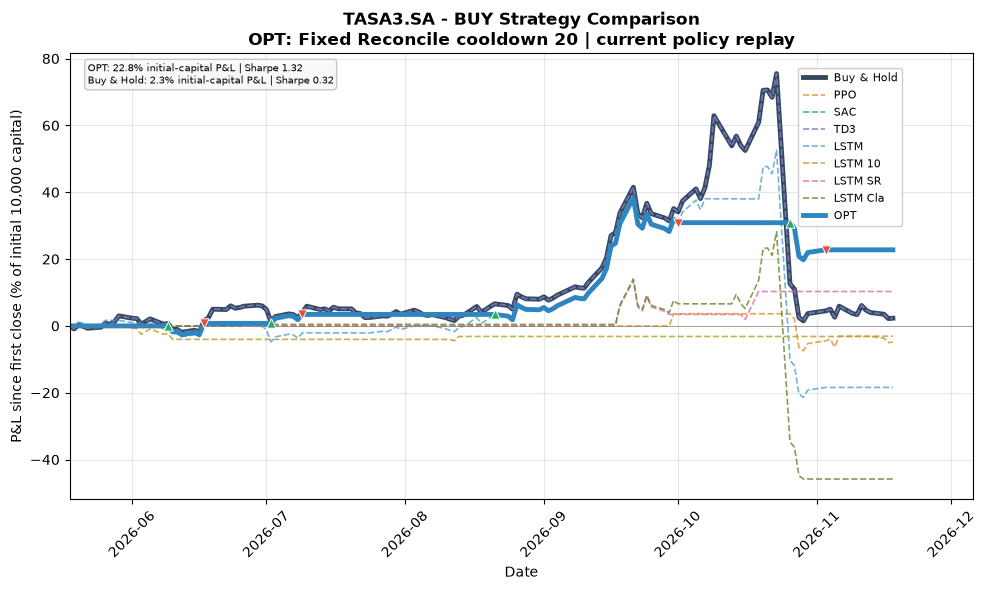 TASA3.SA - BUY Strategy Comparison
OPT: Fixed Reconcile cooldown 20 | current policy replay
OPT: 22.8% initial-capital P&L | Sharpe 1.32
Buy & Hold: 2.3% initial-capital P&L | Sharpe 0.32
Buy & Hold
PPO
SAC
TD3
LSTM
LSTM 10
LSTM SR
LSTM Cla
OPT
P&L since first close (% of initial 10,000 capital)
80
60
40
20
0
−20
−40
2026-06
2026-07
2026-08
2026-09
2026-10
2026-11
2026-12
Date